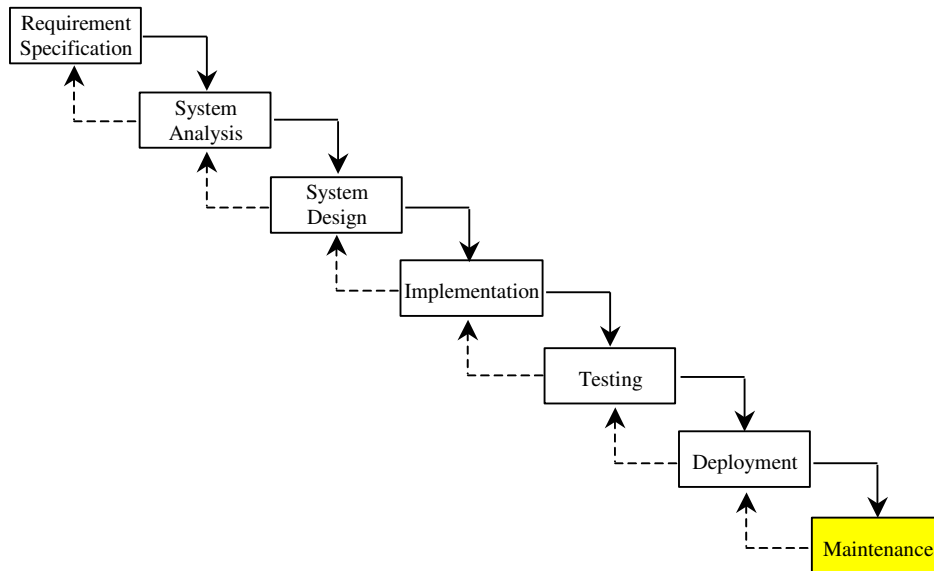 Requirement
Specification
System
Analysis
System
Design
Implementation
Testing
Deployment
Maintenance